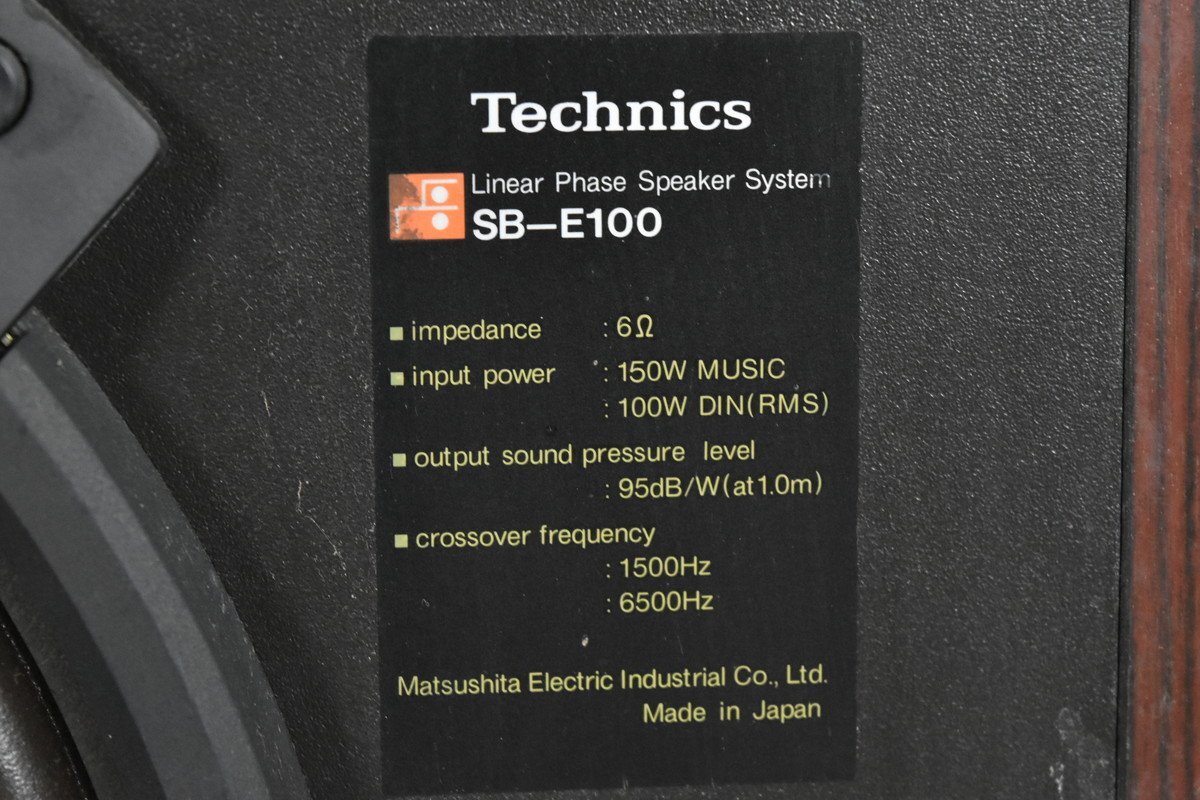 Technics
Linear Phase Speaker System
SB-E100
■ impedance : 6Ω
■ input power : 150W MUSIC
: 100W DIN(RMS)
■ output sound pressure level
: 95dB/W(at1.0m)
■ crossover frequency
: 1500Hz
: 6500Hz
Matsushita Electric Industrial Co., Ltd.
Made in Japan